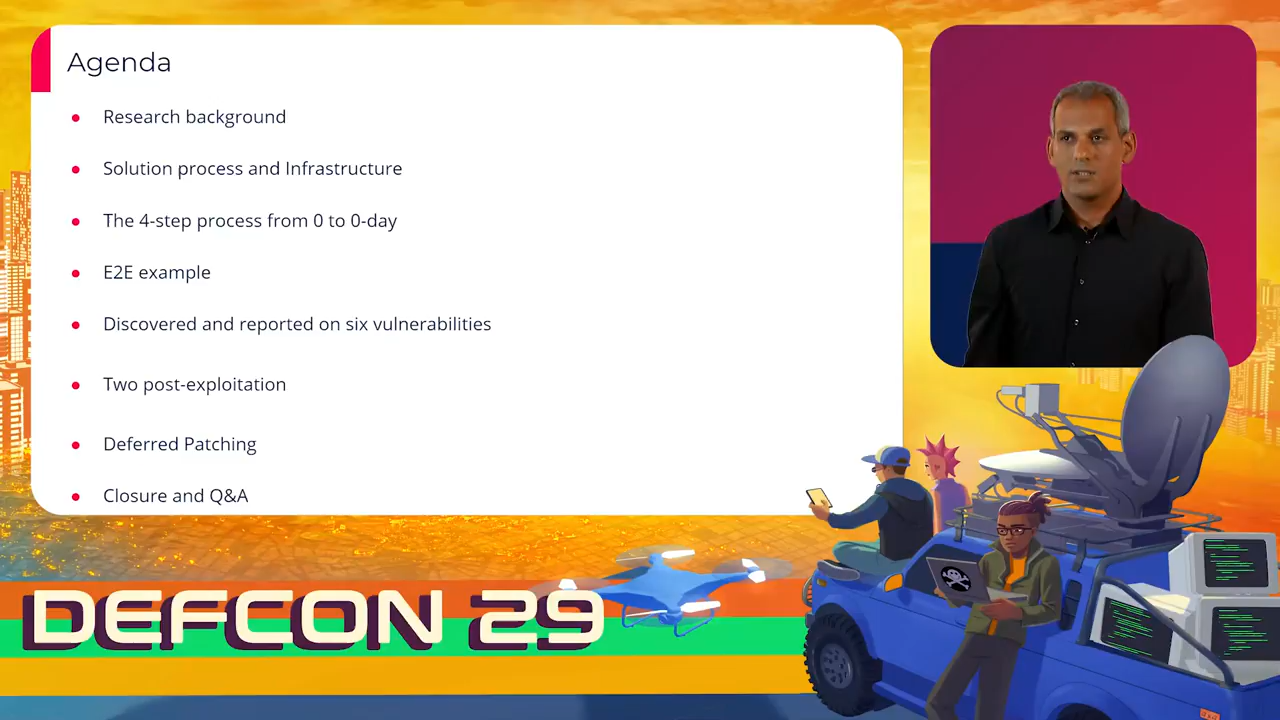 Agenda
Research background
Solution process and Infrastructure
The 4-step process from 0 to 0-day
E2E example
Discovered and reported on six vulnerabilities
Two post-exploitation
Deferred Patching
Closure and Q&A
DEFCON 29